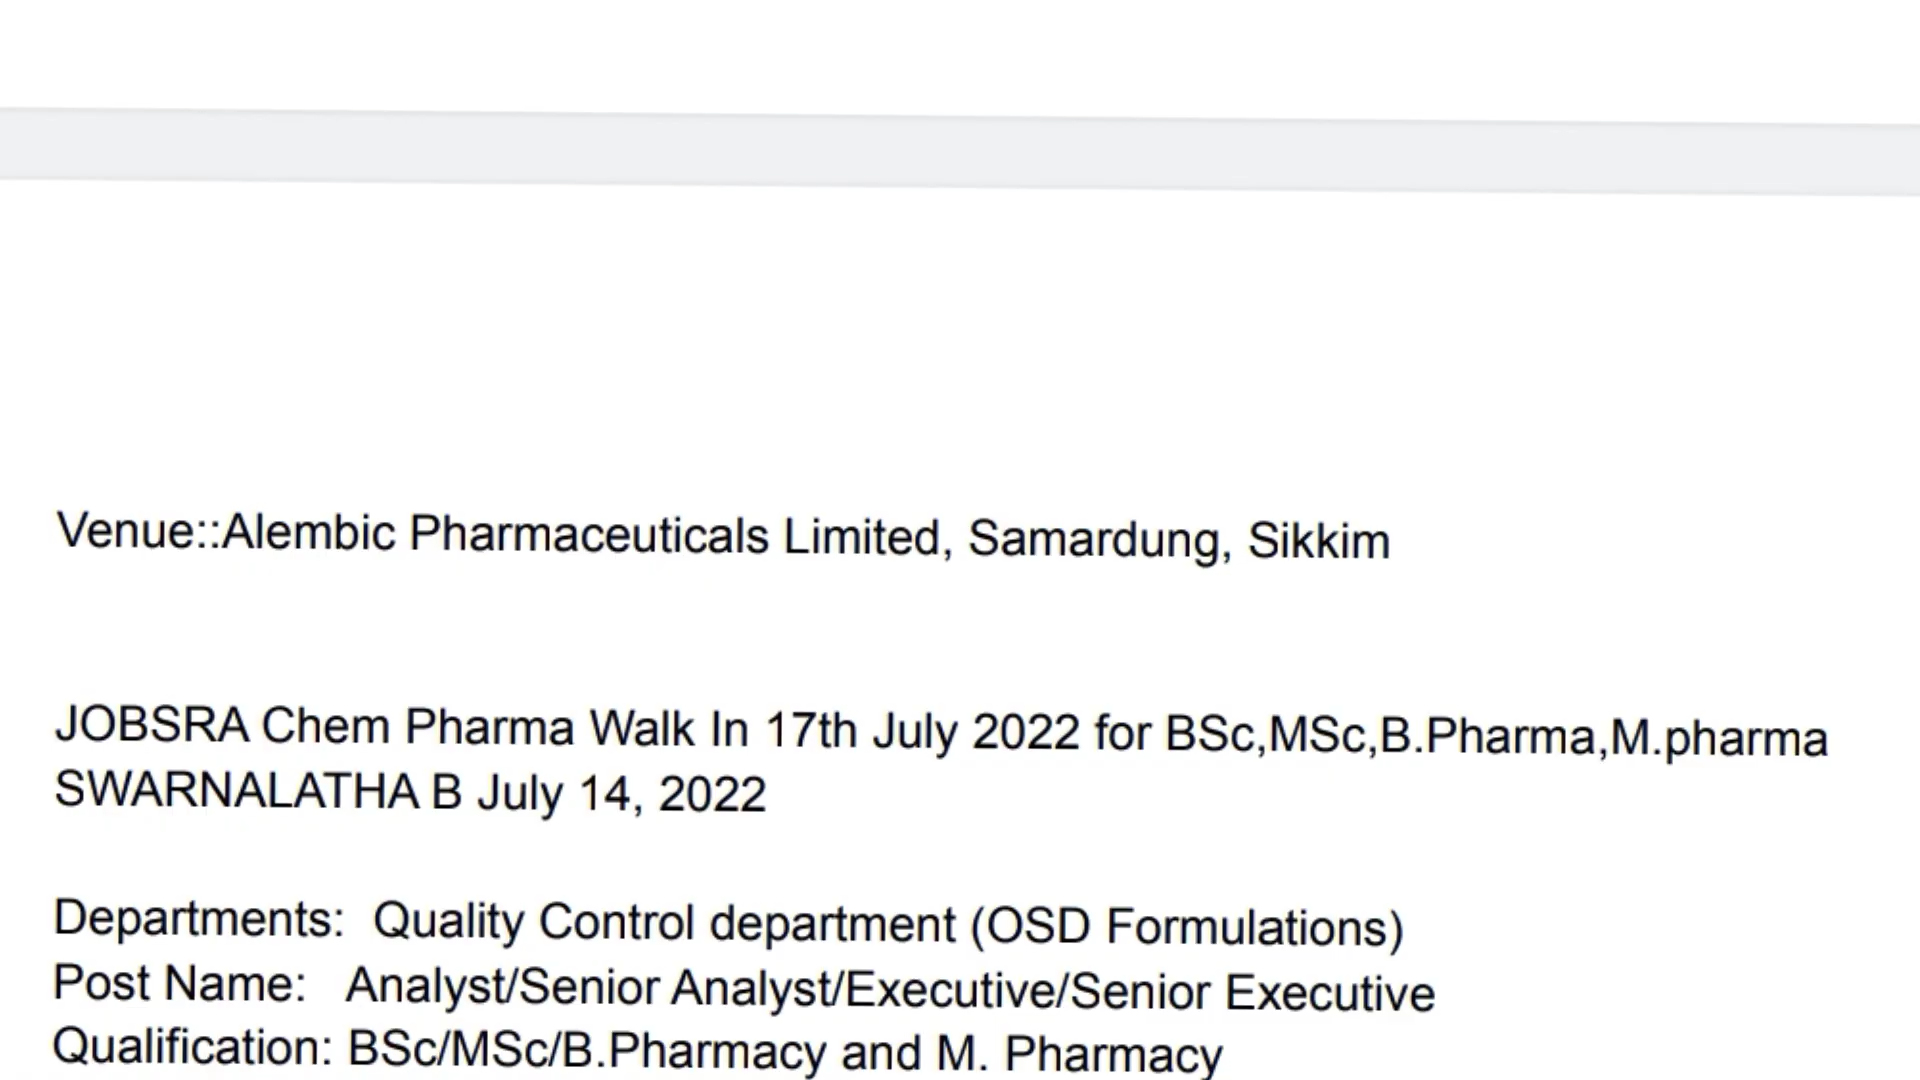 Venue::Alembic Pharmaceuticals Limited, Samardung, Sikkim
JOBSRA Chem Pharma Walk In 17th July 2022 for BSc,MSc,B.Pharma,M.pharma
SWARNALATHA B July 14, 2022
Departments: Quality Control department (OSD Formulations)
Post Name: Analyst/Senior Analyst/Executive/Senior Executive
Qualification: BSc/MSc/B.Pharmacy and M. Pharmacy